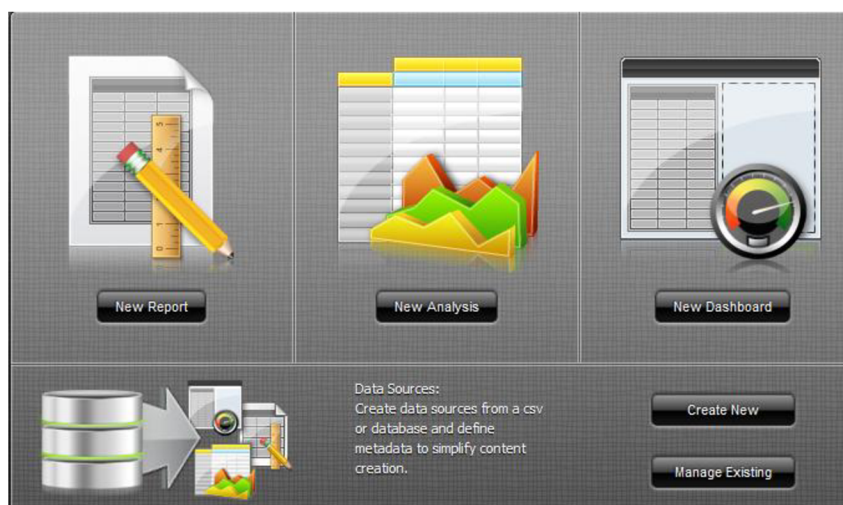 New Report
New Analysis
New Dashboard
Data Sources:
Create data sources from a csv
or database and define
metadata to simplify content
creation.
Create New
Manage Existing